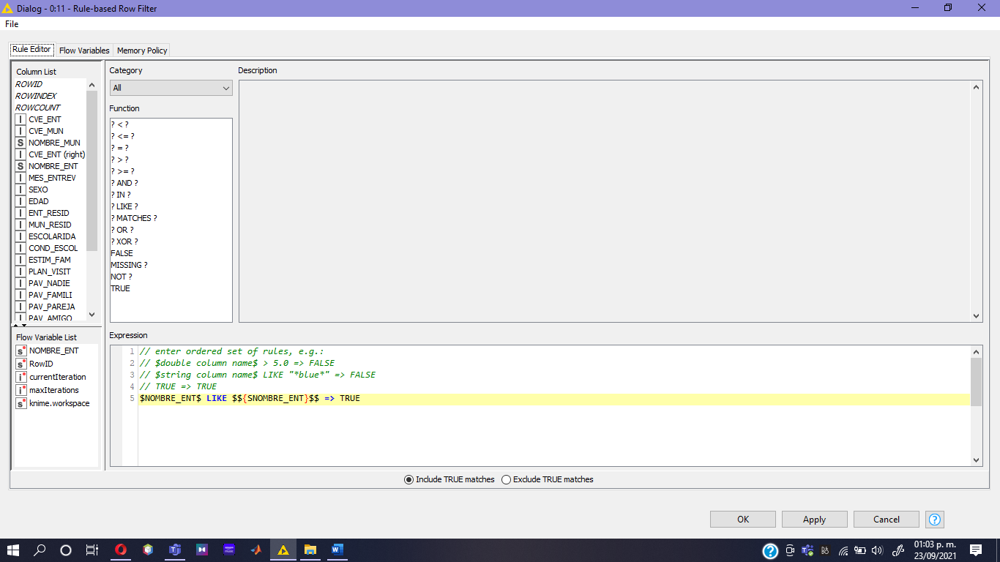 Dialog - 0:11 - Rule-based Row Filter
File
Rule Editor Flow Variables Memory Policy
Column List
ROWID
ROWINDEX
ROWCOUNT
I CVE_ENT
I CVE_MUN
S NOMBRE_MUN
I CVE_ENT (right)
S NOMBRE_ENT
I MES_ENTREV
I SEXO
I EDAD
I ENT_RESID
I MUN_RESID
I ESCOLARIDA
I COND_ESCOL
I ESTIM_FAM
I PLAN_VISIT
I PAV_NADIE
I PAV_FAMILI
I PAV_PAREJA
I PAV_AMIGO
Flow Variable List
s NOMBRE_ENT
s RowID
i currentIteration
i maxIterations
s knime.workspace
Category
All
Function
? < ?
? <= ?
? = ?
? > ?
? >= ?
? AND ?
? IN ?
? LIKE ?
? MATCHES ?
? OR ?
? XOR ?
FALSE
MISSING ?
NOT ?
TRUE
Description
Expression
1 // enter ordered set of rules, e.g.:
2 // $double column name$ > 5.0 => FALSE
3 // $string column name$ LIKE "*blue*" => FALSE
4 // TRUE => TRUE
5 $NOMBRE_ENT$ LIKE $${SNOMBRE_ENT}$$ => TRUE
Include TRUE matches Exclude TRUE matches
OK Apply Cancel ?
01:03 p. m.
23/09/2021